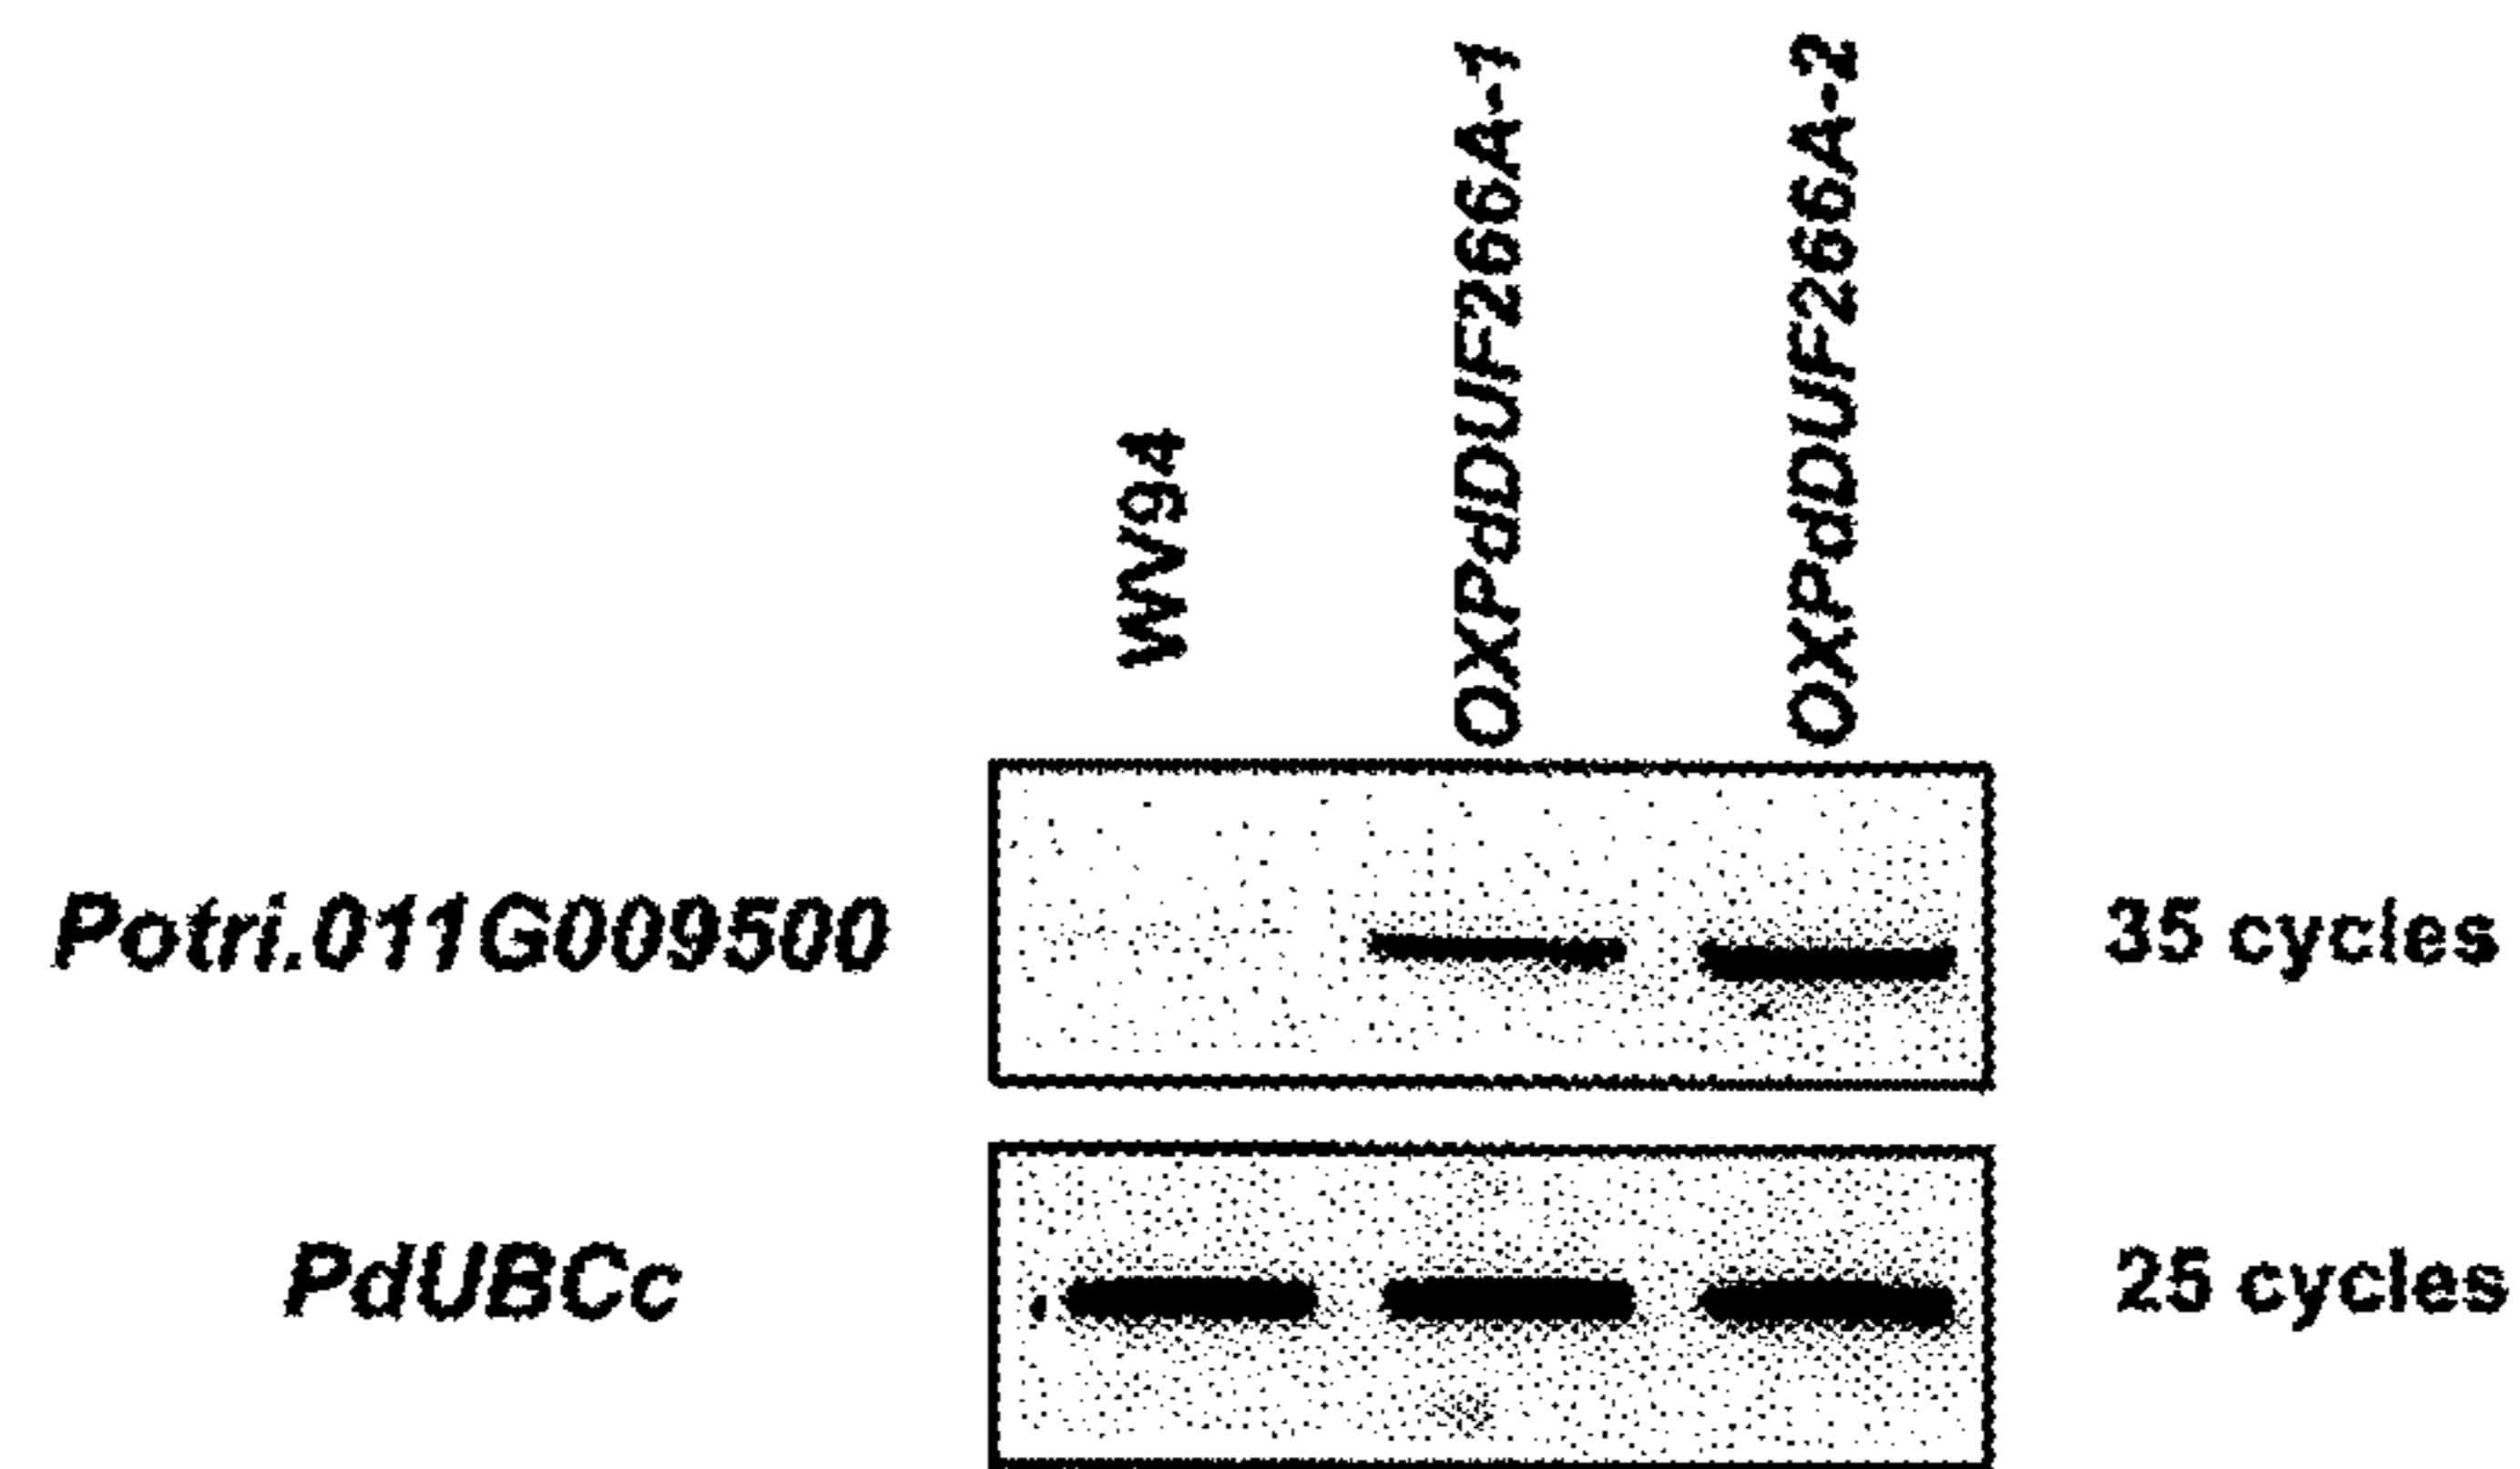 WV94
OXPdDUF266A-1
OXPdDUF266A-2
Potri.011G009500
35 cycles
PdUBCc
25 cycles